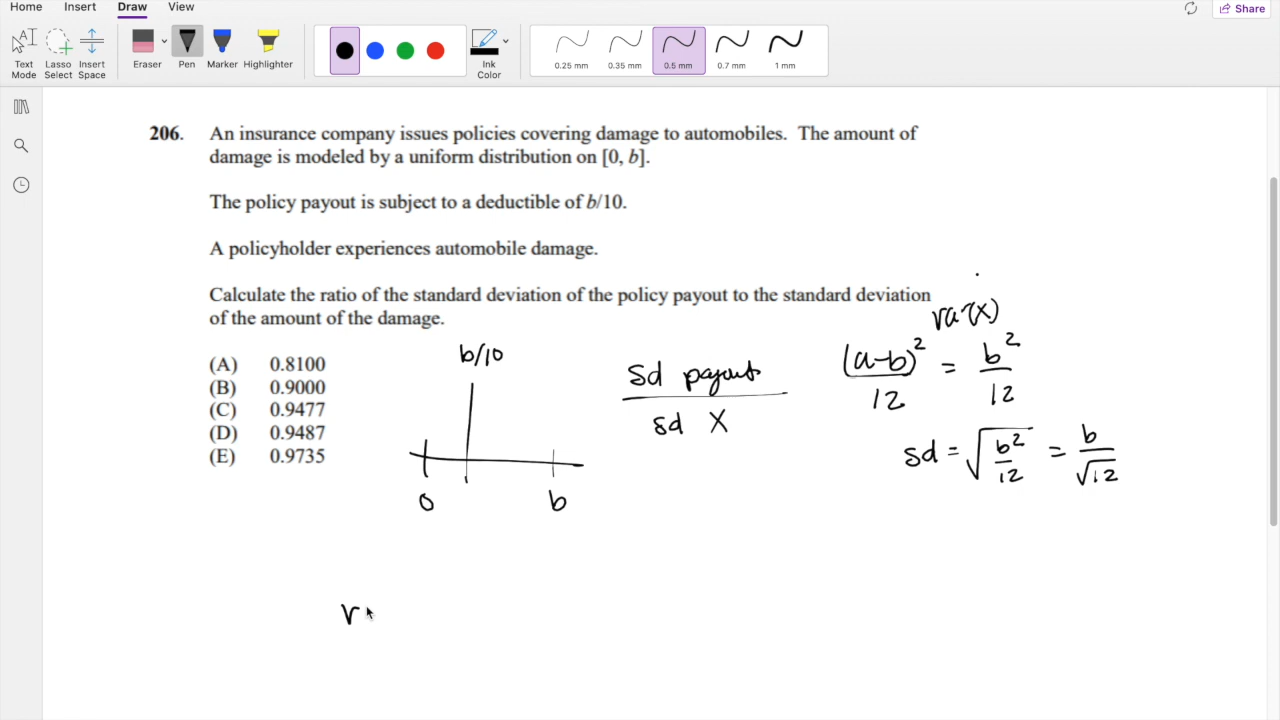 Home Insert Draw View
Share
Text Mode
Lasso Select
Insert Space
Eraser
Pen
Marker
Highlighter
Ink Color
0.25 mm
0.35 mm
0.5 mm
0.7 mm
1 mm
206. An insurance company issues policies covering damage to automobiles. The amount of
damage is modeled by a uniform distribution on [0, b].
The policy payout is subject to a deductible of b/10.
A policyholder experiences automobile damage.
Calculate the ratio of the standard deviation of the policy payout to the standard deviation
of the amount of the damage.
(A) 0.8100
(B) 0.9000
(C) 0.9477
(D) 0.9487
(E) 0.9735
b/10
0 b
sd payout
sd X
var(X)
(a-b)²/12 = b²/12
sd = √(b²/12) = b/√12
v